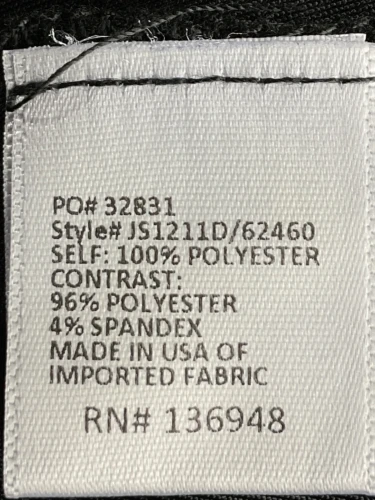 PO# 32831
Style# JS1211D/62460
SELF: 100% POLYESTER
CONTRAST:
96% POLYESTER
4% SPANDEX
MADE IN USA OF
IMPORTED FABRIC
RN# 136948